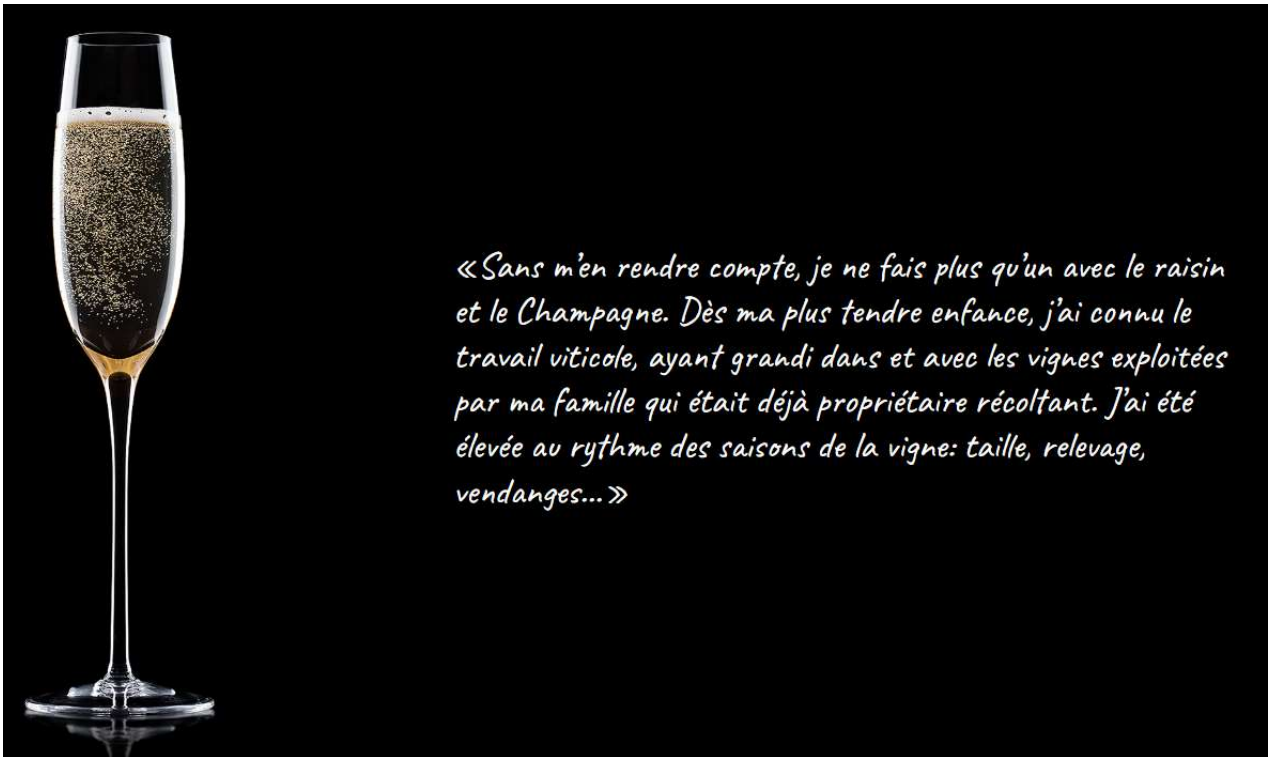 «Sans m'en rendre compte, je ne fais plus qu'un avec le raisin
et le Champagne. Dès ma plus tendre enfance, j'ai connu le
travail viticole, ayant grandi dans et avec les vignes exploitées
par ma famille qui était déjà propriétaire récoltant. J'ai été
élevée au rythme des saisons de la vigne: taille, relevage,
vendanges... »